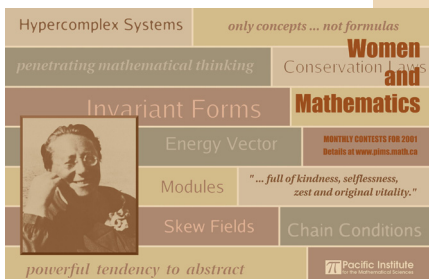 Hypercomplex Systems
only concepts ... not formulas
Women
and
Mathematics
penetrating mathematical thinking
Conservation Laws
Invariant Forms
Energy Vector
MONTHLY CONTESTS FOR 2001
Details at www.pims.math.ca
Modules
"... full of kindness, selflessness,
zest and original vitality."
Skew Fields
Chain Conditions
powerful tendency to abstract
Pacific Institute
for the Mathematical Sciences